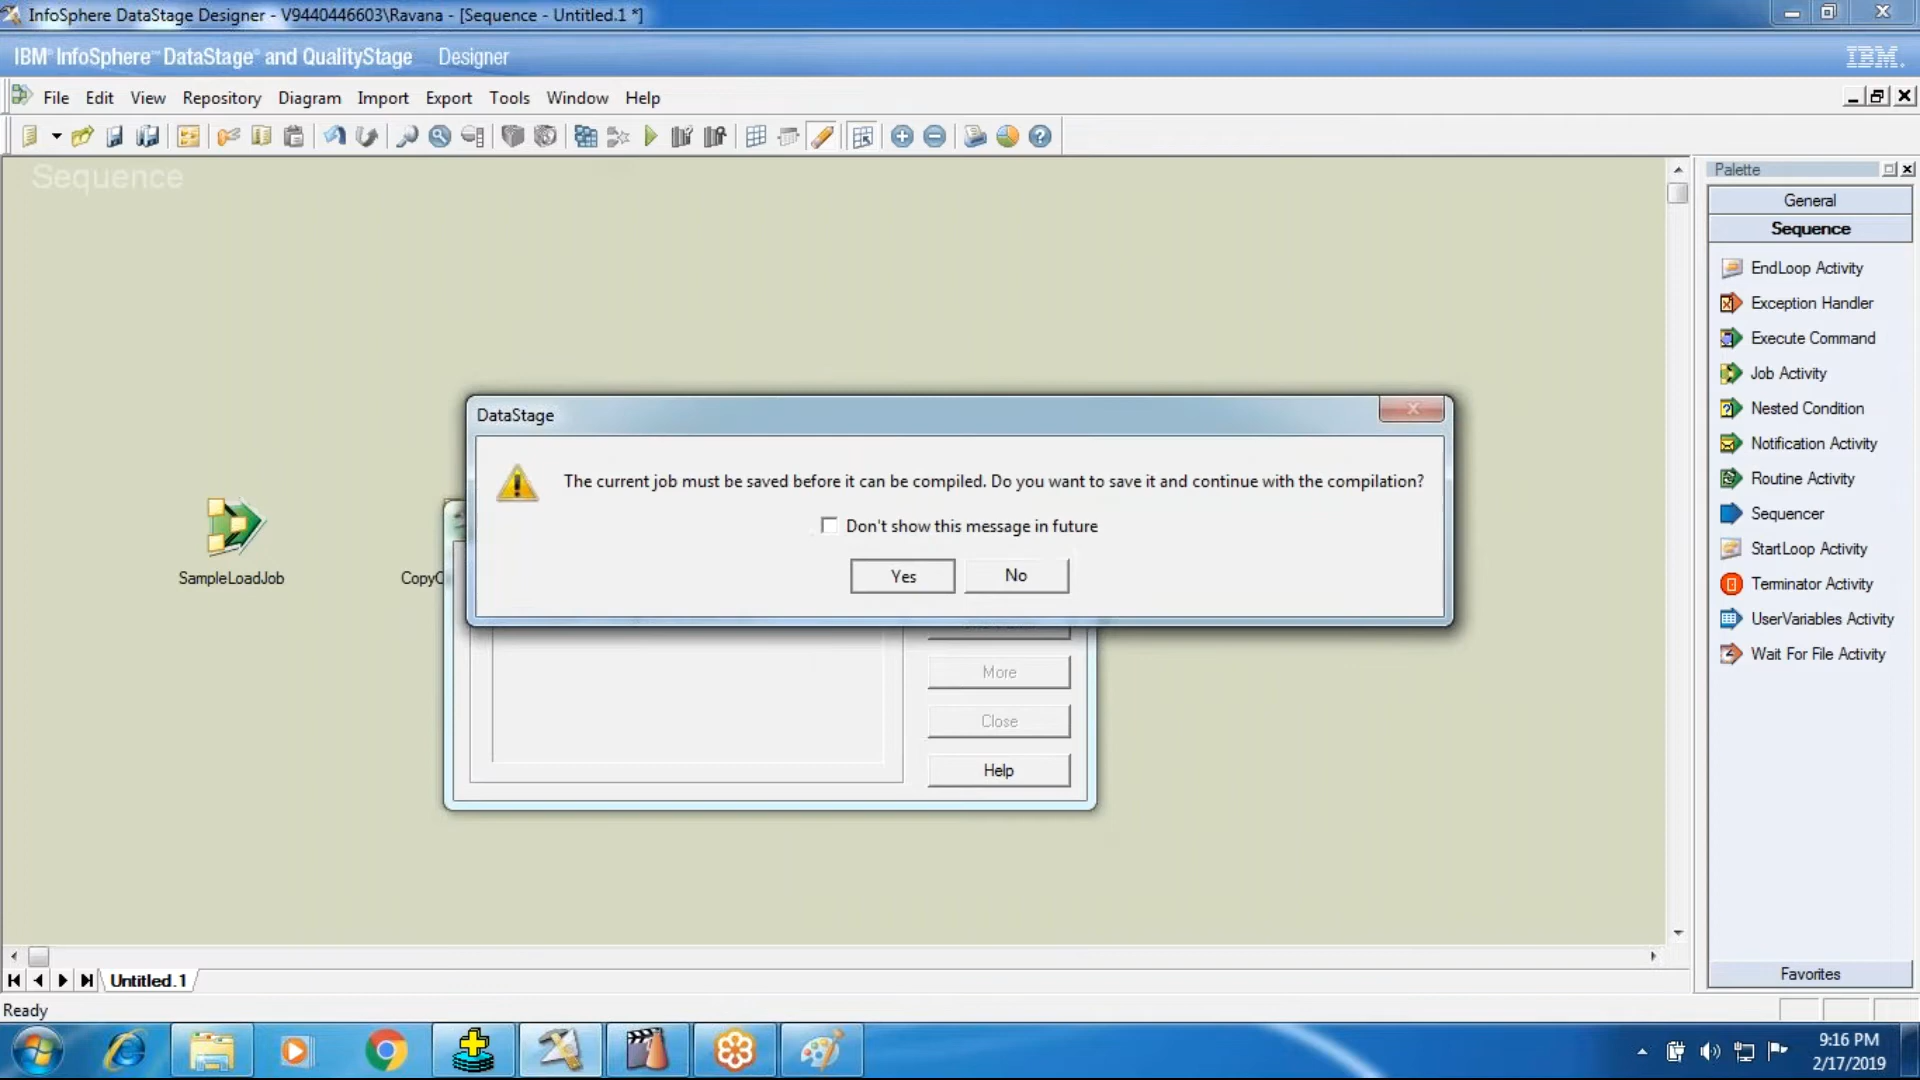 InfoSphere DataStage Designer - V9440446603\Ravana - [Sequence - Untitled.1 *]
IBM® InfoSphere™ DataStage® and QualityStage Designer
IBM.
File Edit View Repository Diagram Import Export Tools Window Help
Sequence
Palette
General
Sequence
EndLoop Activity
Exception Handler
Execute Command
Job Activity
Nested Condition
Notification Activity
Routine Activity
Sequencer
StartLoop Activity
Terminator Activity
UserVariables Activity
Wait For File Activity
Favorites
DataStage
The current job must be saved before it can be compiled. Do you want to save it and continue with the compilation?
Don't show this message in future
Yes No
SampleLoadJob
CopyC
More
Close
Help
Untitled.1
Ready
9:16 PM
2/17/2019